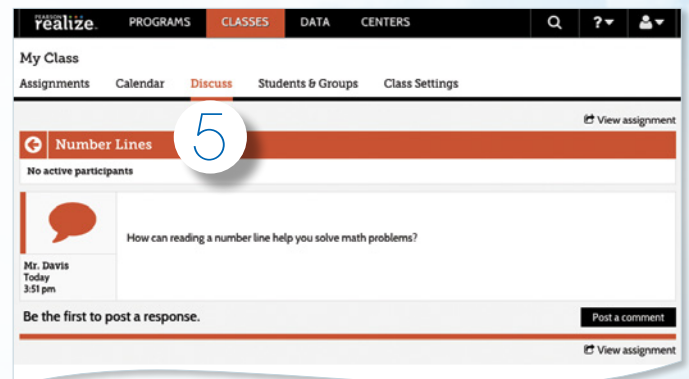 PEARSON realize. PROGRAMS CLASSES DATA CENTERS ?
My Class
Assignments Calendar Discuss Students & Groups Class Settings
View assignment
Number Lines
5
No active participants
How can reading a number line help you solve math problems?
Mr. Davis
Today
3:51 pm
Be the first to post a response. Post a comment
View assignment